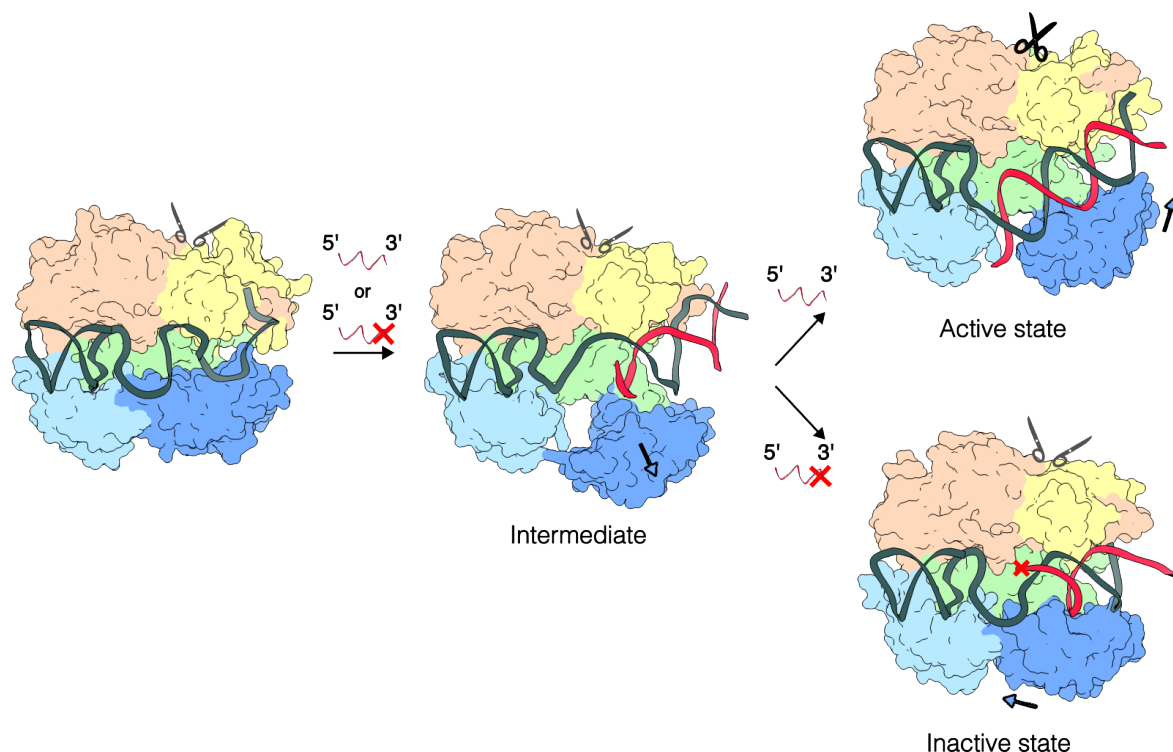 5' 3'
or
5' 3'
Intermediate
5' 3'
Active state
5' 3'
Inactive state